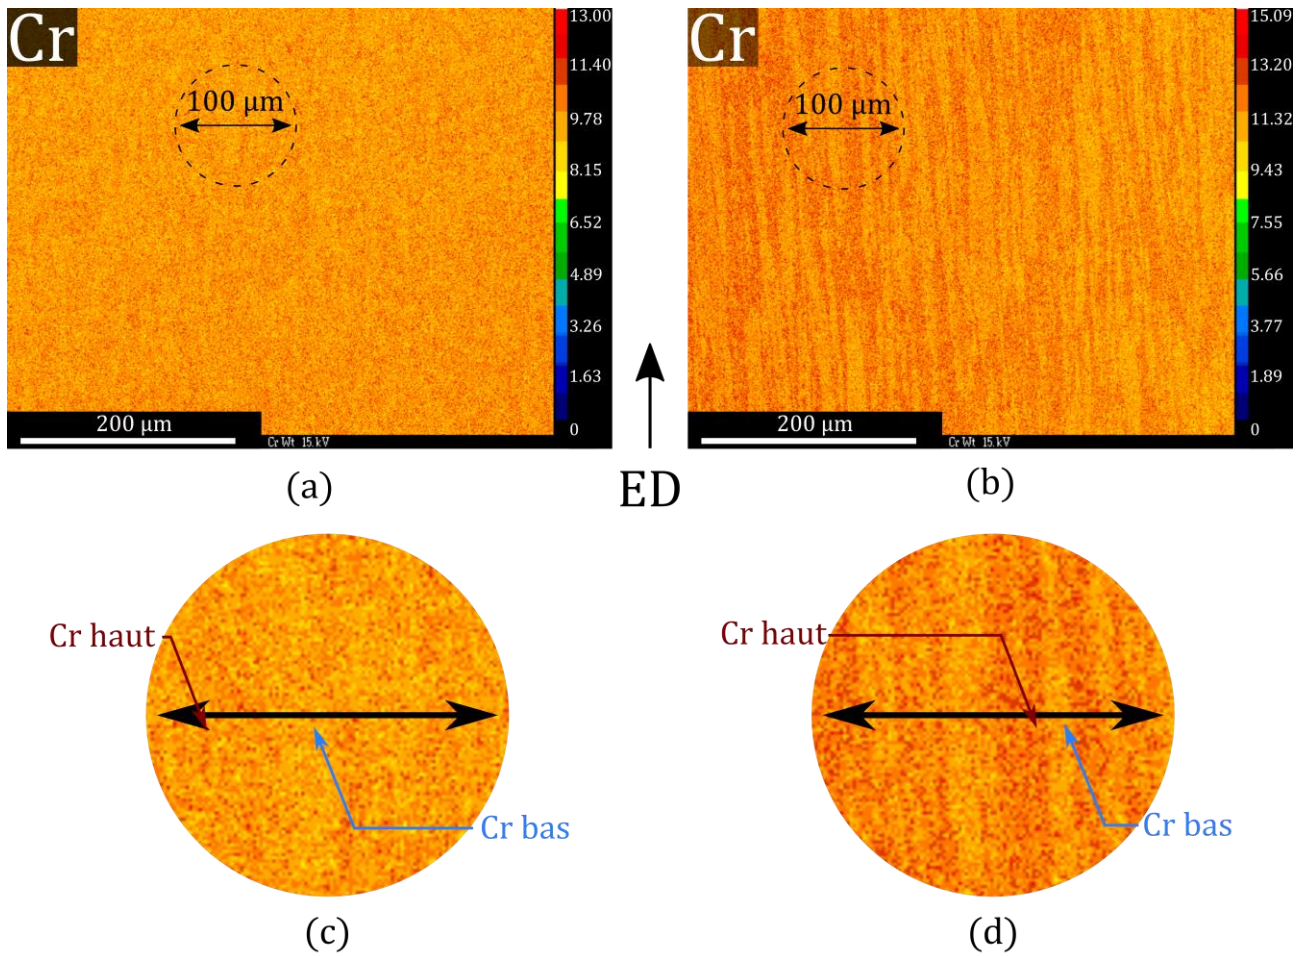 Cr
100 µm
13.00
11.40
9.78
8.15
6.52
4.89
3.26
1.63
0
200 µm
Cr Wt 15.kV
(a)
ED
Cr
100 µm
15.09
13.20
11.32
9.43
7.55
5.66
3.77
1.89
0
200 µm
Cr Wt 15.kV
(b)
Cr haut
Cr bas
(c)
Cr haut
Cr bas
(d)